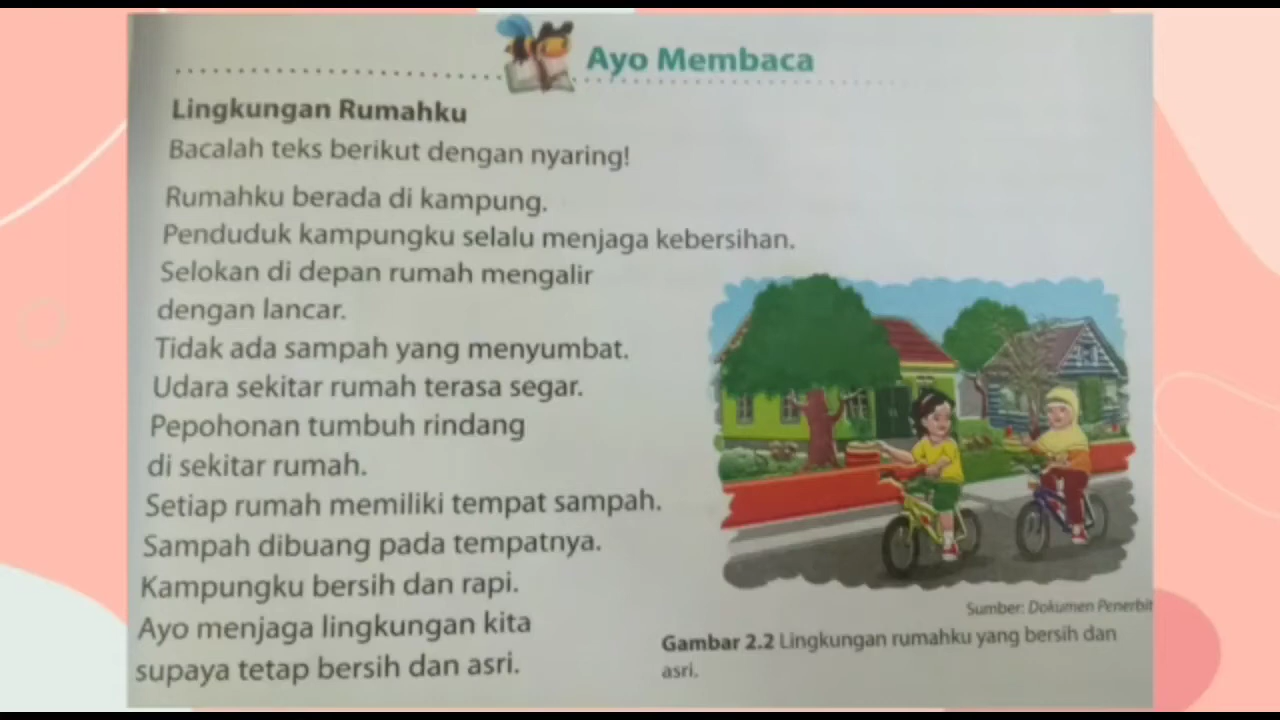 Ayo Membaca
Lingkungan Rumahku
Bacalah teks berikut dengan nyaring!
Rumahku berada di kampung.
Penduduk kampungku selalu menjaga kebersihan.
Selokan di depan rumah mengalir
dengan lancar.
Tidak ada sampah yang menyumbat.
Udara sekitar rumah terasa segar.
Pepohonan tumbuh rindang
di sekitar rumah.
Setiap rumah memiliki tempat sampah.
Sampah dibuang pada tempatnya.
Kampungku bersih dan rapi.
Ayo menjaga lingkungan kita
supaya tetap bersih dan asri.
Sumber: Dokumen Penerbit
Gambar 2.2 Lingkungan rumahku yang bersih dan
asri.